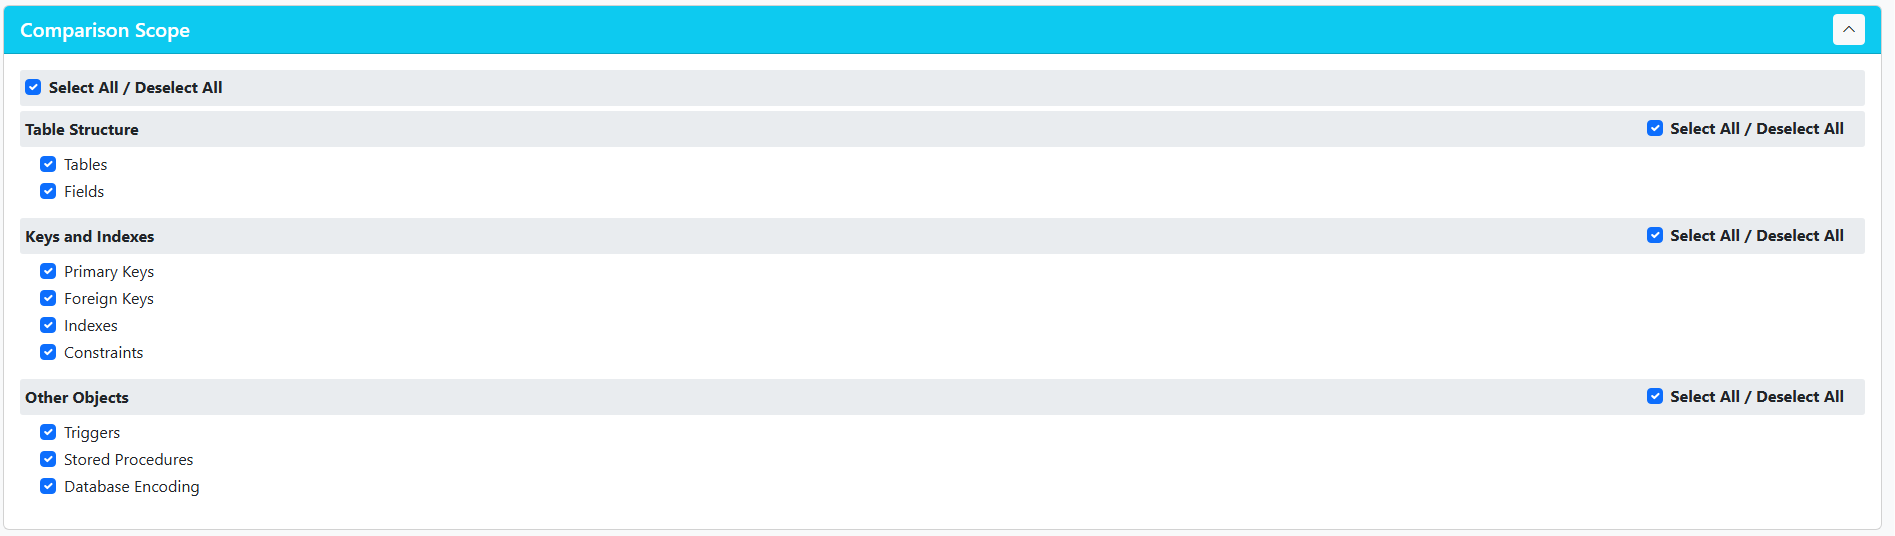 Comparison Scope
Select All / Deselect All
Table Structure
Select All / Deselect All
Tables
Fields
Keys and Indexes
Select All / Deselect All
Primary Keys
Foreign Keys
Indexes
Constraints
Other Objects
Select All / Deselect All
Triggers
Stored Procedures
Database Encoding